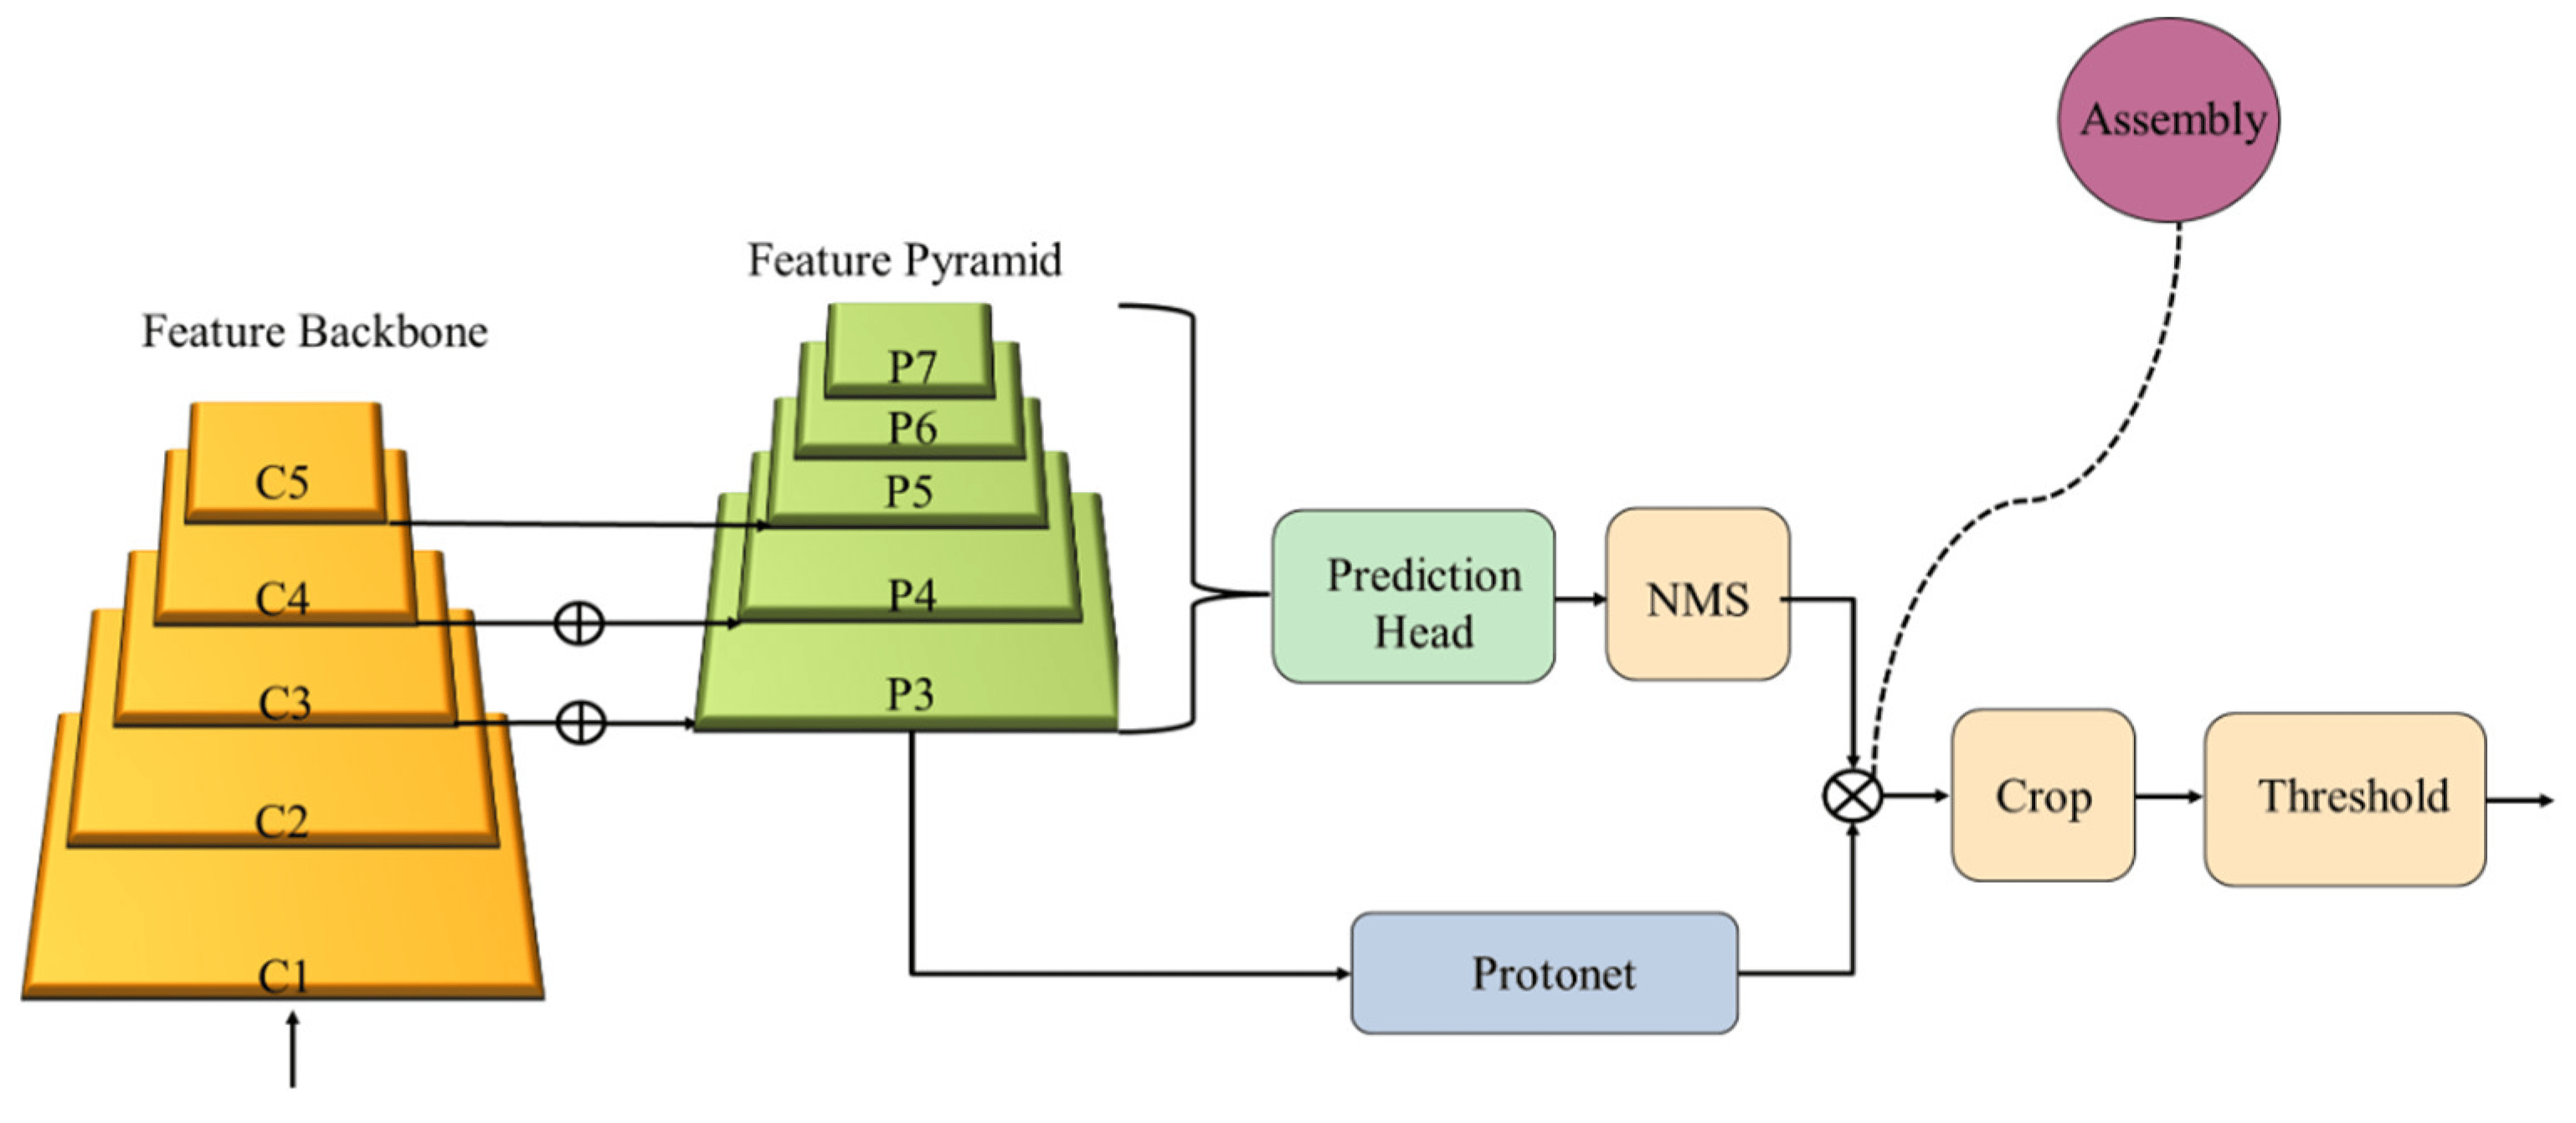 Assembly
Feature Pyramid
Feature Backbone
P7
P6
P5
P4
P3
C5
C4
C3
C2
C1
Prediction
Head
NMS
Crop
Threshold
Protonet